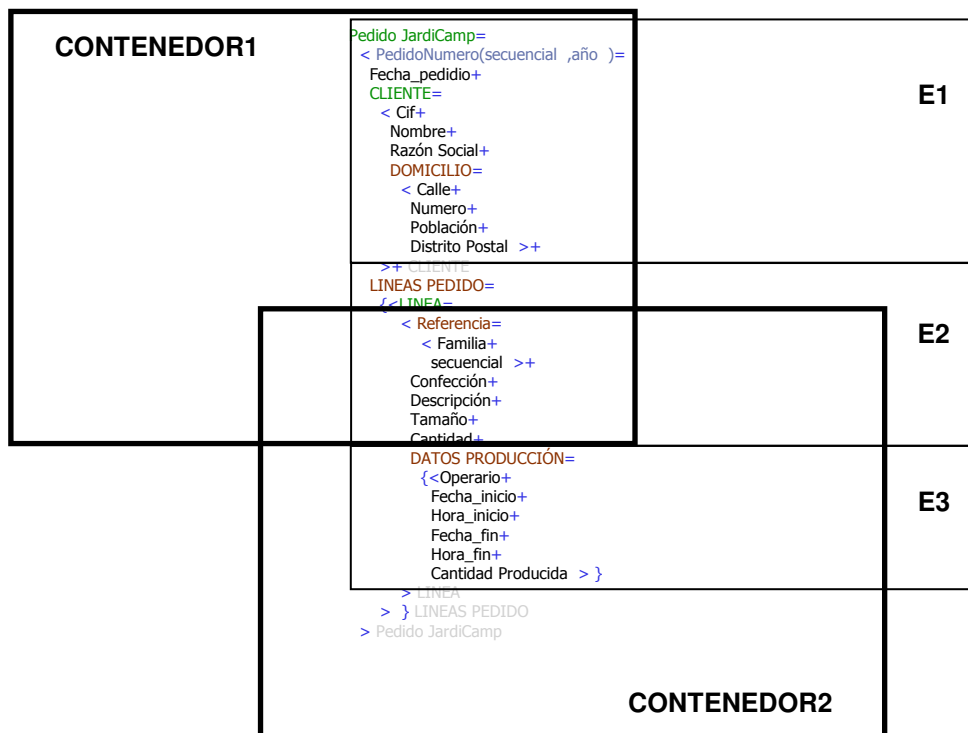 CONTENEDOR1
Pedido JardiCamp=
< PedidoNumero(secuencial ,año )=
Fecha_pedidio+
CLIENTE=
< Cif+
Nombre+
Razón Social+
DOMICILIO=
< Calle+
Numero+
Población+
Distrito Postal >+
>+ CLIENTE
E1
LINEAS PEDIDO=
{<LINEA=
< Referencia=
< Familia+
secuencial >+
Confección+
Descripción+
Tamaño+
Cantidad+
E2
DATOS PRODUCCIÓN=
{<Operario+
Fecha_inicio+
Hora_inicio+
Fecha_fin+
Hora_fin+
Cantidad Producida > }
E3
> LINEA
> } LINEAS PEDIDO
> Pedido JardiCamp
CONTENEDOR2